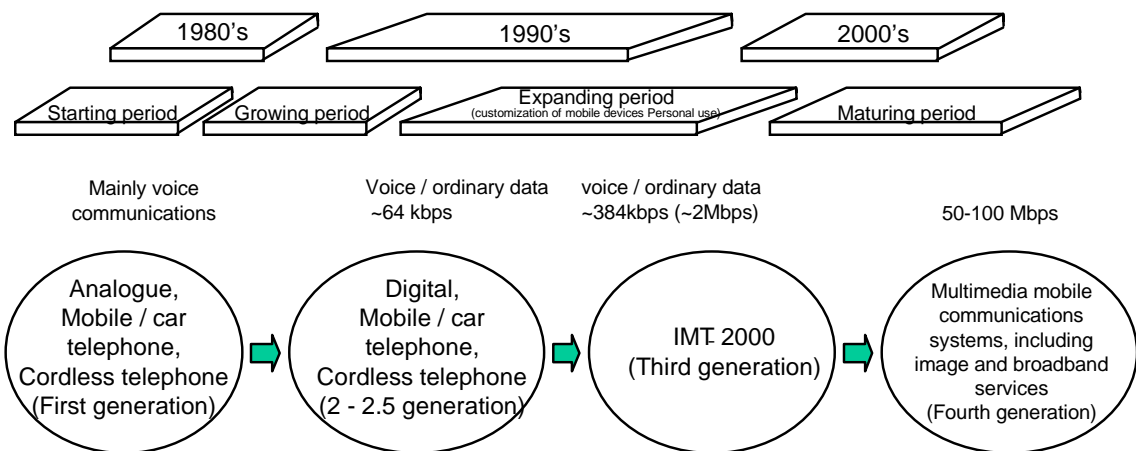 1980's
1990's
2000's
Starting period
Growing period
Expanding period
(customization of mobile devices Personal use)
Maturing period
Mainly voice
communications
Voice / ordinary data
~64 kbps
voice / ordinary data
~384kbps (~2Mbps)
50-100 Mbps
Analogue,
Mobile / car
telephone,
Cordless telephone
(First generation)
Digital,
Mobile / car
telephone,
Cordless telephone
(2 - 2.5 generation)
IMT- 2000
(Third generation)
Multimedia mobile
communications
systems, including
image and broadband
services
(Fourth generation)